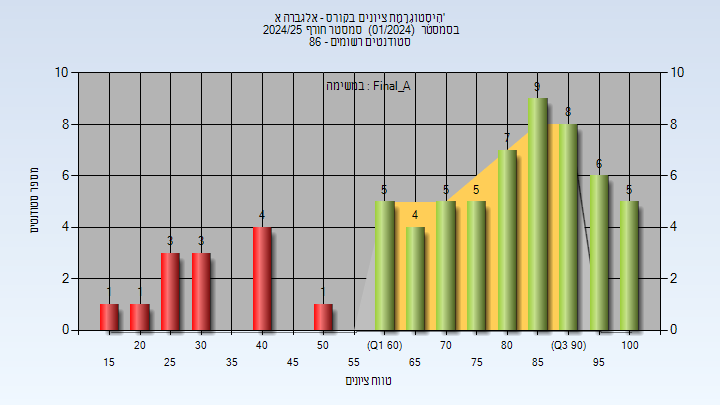 היסטוגרמת ציונים בקורס - אלגברה א'
בסמסטר (01/2024) סמסטר חורף 2024/25
סטודנטים רשומים - 86
במשימה : Final_A
מספר סטודנטים
10 10
8 8
6 6
4 4
2 2
0 0
1 1 3 3 4 1 5 4 5 5 7 9 8 6 5
20 30 40 50 (Q1 60) 70 80 (Q3 90) 100
15 25 35 45 55 65 75 85 95
טווח ציונים